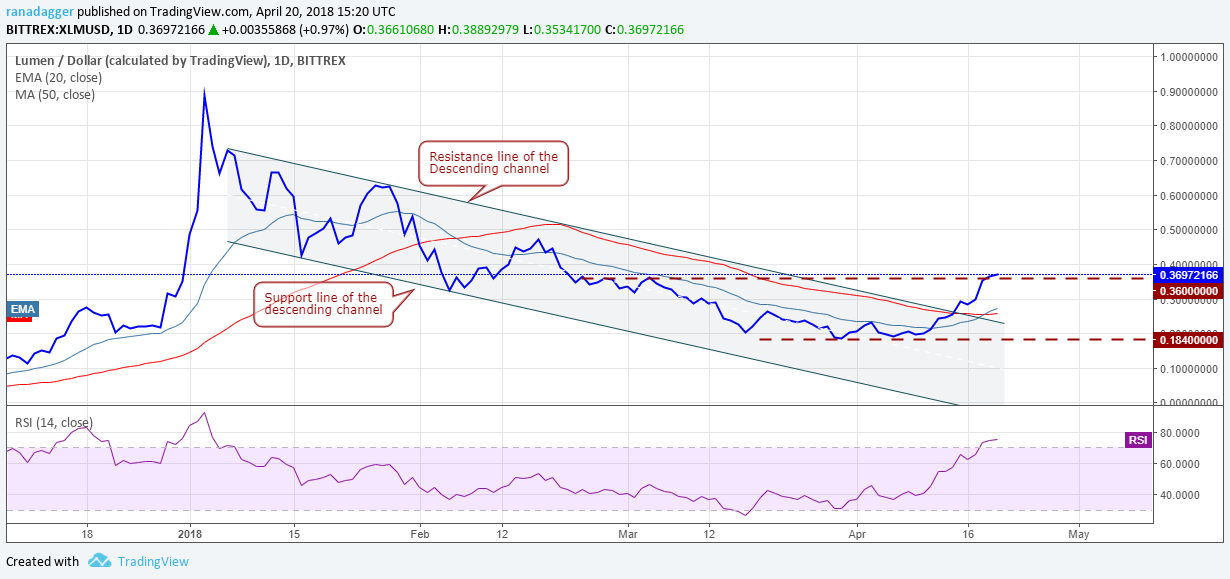 ranadagger published on TradingView.com, April 20, 2018 15:20 UTC
BITTREX:XLMUSD, 1D 0.36972166 ▲ +0.00355868 (+0.97%) O:0.36610680 H:0.38892979 L:0.35341700 C:0.36972166
Lumen / Dollar (calculated by TradingView), 1D, BITTREX
EMA (20, close)
MA (50, close)
1.00000000
0.90000000
0.80000000
Resistance line of the
Descending channel
0.70000000
0.60000000
0.50000000
0.40000000
0.36972166
0.36000000
Support line of the
descending channel
EMA
0.30000000
0.18400000
0.10000000
0.00000000
RSI (14, close)
RSI
80.0000
60.0000
40.0000
18 2018 15 Feb 12 Mar 12 Apr 16 May
Created with TradingView